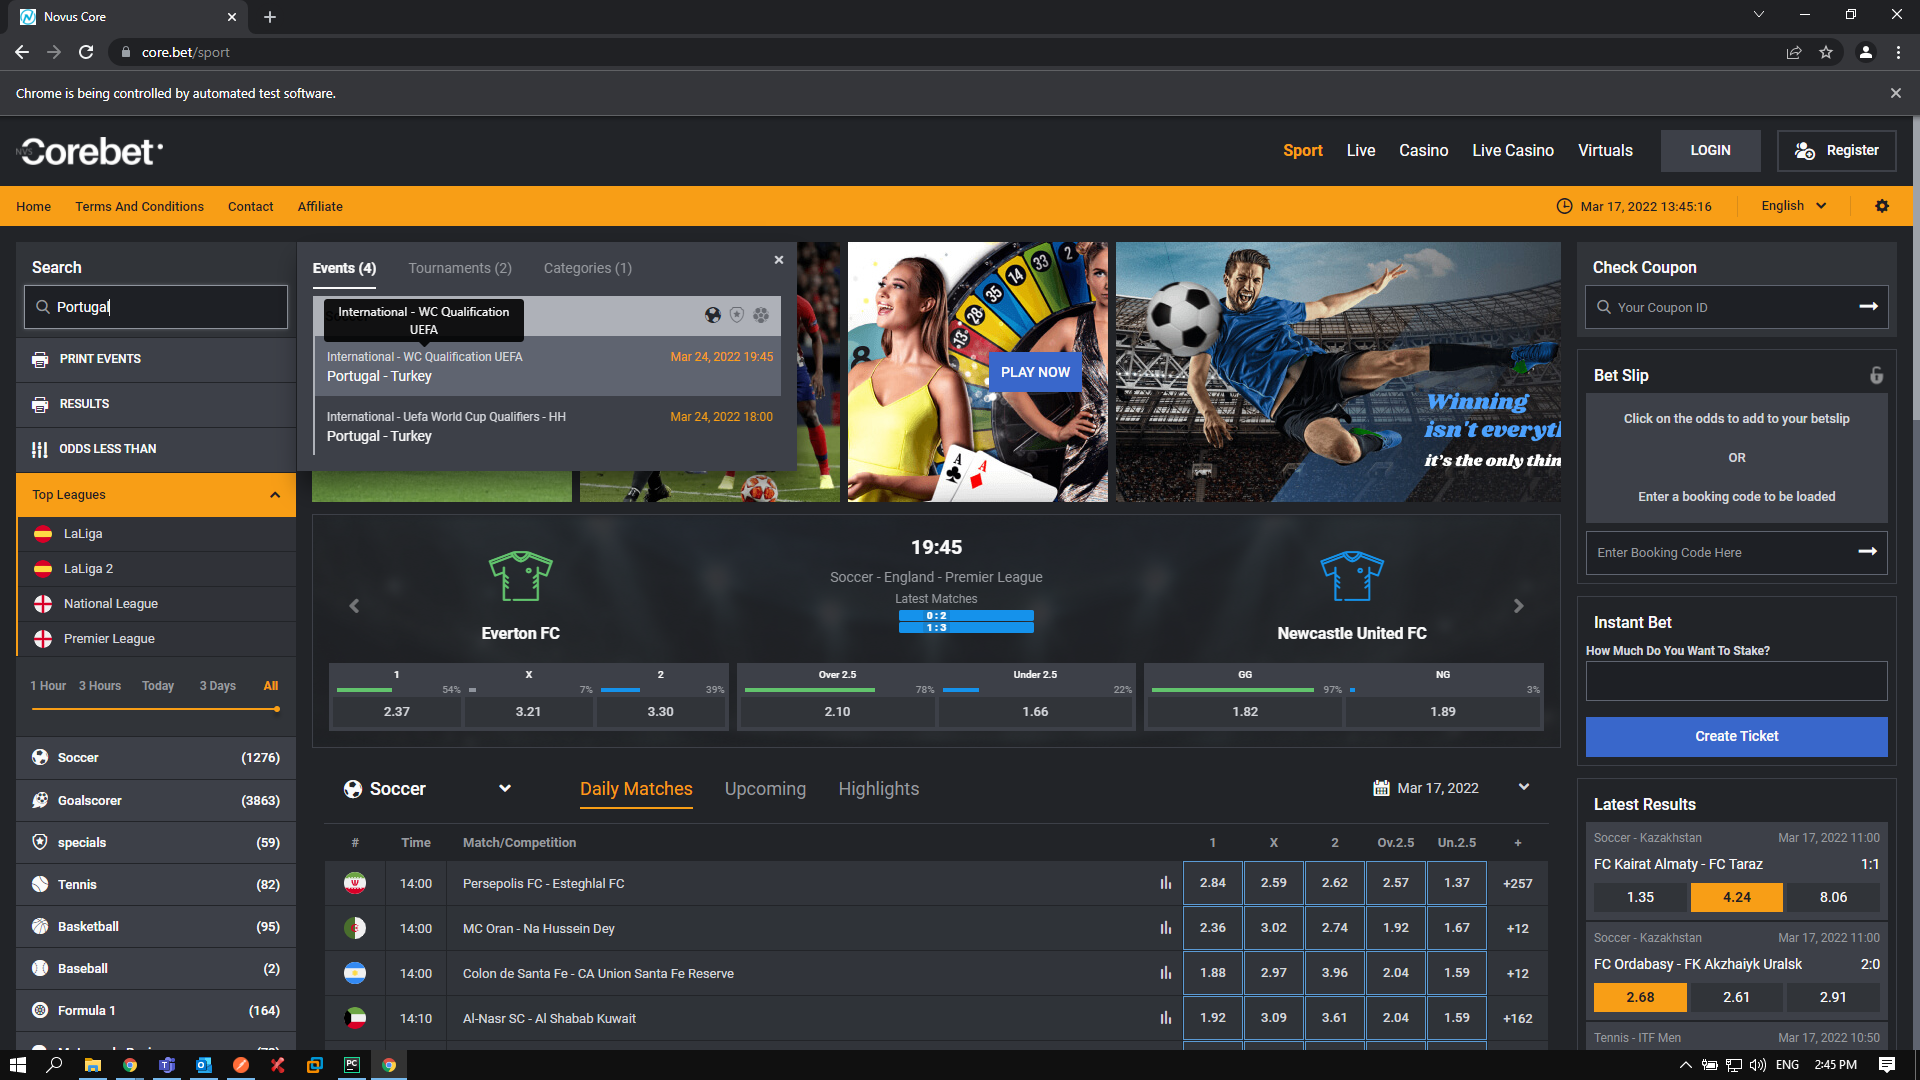 Novus Core
core.bet/sport
Chrome is being controlled by automated test software.
NVS Corebet
Sport
Live
Casino
Live Casino
Virtuals
LOGIN
Register
Home
Terms And Conditions
Contact
Affiliate
Mar 17, 2022 13:45:16
English
Search
Portugal
PRINT EVENTS
RESULTS
ODDS LESS THAN
Top Leagues
LaLiga
LaLiga 2
National League
Premier League
1 Hour 3 Hours Today 3 Days All
Soccer (1276)
Goalscorer (3863)
specials (59)
Tennis (82)
Basketball (95)
Baseball (2)
Formula 1 (164)
Events (4) Tournaments (2) Categories (1)
International - WC Qualification
UEFA
International - WC Qualification UEFA Mar 24, 2022 19:45
Portugal - Turkey
International - Uefa World Cup Qualifiers - HH Mar 24, 2022 18:00
Portugal - Turkey
8 35 14 33 2
13
PLAY NOW
A A
Winning
isn't everyth
it's the only thin
19:45
Soccer - England - Premier League
Latest Matches
0 : 2
1 : 3
Everton FC
Newcastle United FC
1 X 2 Over 2.5 Under 2.5 GG NG
54% 7% 39% 78% 22% 97% 3%
2.37 3.21 3.30 2.10 1.66 1.82 1.89
Soccer
Daily Matches Upcoming Highlights
Mar 17, 2022
# Time Match/Competition 1 X 2 Ov.2.5 Un.2.5 +
14:00 Persepolis FC - Esteghlal FC 2.84 2.59 2.62 2.57 1.37 +257
14:00 MC Oran - Na Hussein Dey 2.36 3.02 2.74 1.92 1.67 +12
14:00 Colon de Santa Fe - CA Union Santa Fe Reserve 1.88 2.97 3.96 2.04 1.59 +12
14:10 Al-Nasr SC - Al Shabab Kuwait 1.92 3.09 3.61 2.04 1.59 +162
Check Coupon
Your Coupon ID
Bet Slip
Click on the odds to add to your betslip
OR
Enter a booking code to be loaded
Enter Booking Code Here
Instant Bet
How Much Do You Want To Stake?
Create Ticket
Latest Results
Soccer - Kazakhstan Mar 17, 2022 11:00
FC Kairat Almaty - FC Taraz 1:1
1.35 4.24 8.06
Soccer - Kazakhstan Mar 17, 2022 11:00
FC Ordabasy - FK Akzhaiyk Uralsk 2:0
2.68 2.61 2.91
Tennis - ITF Men Mar 17, 2022 10:50
PC
ENG
2:45 PM